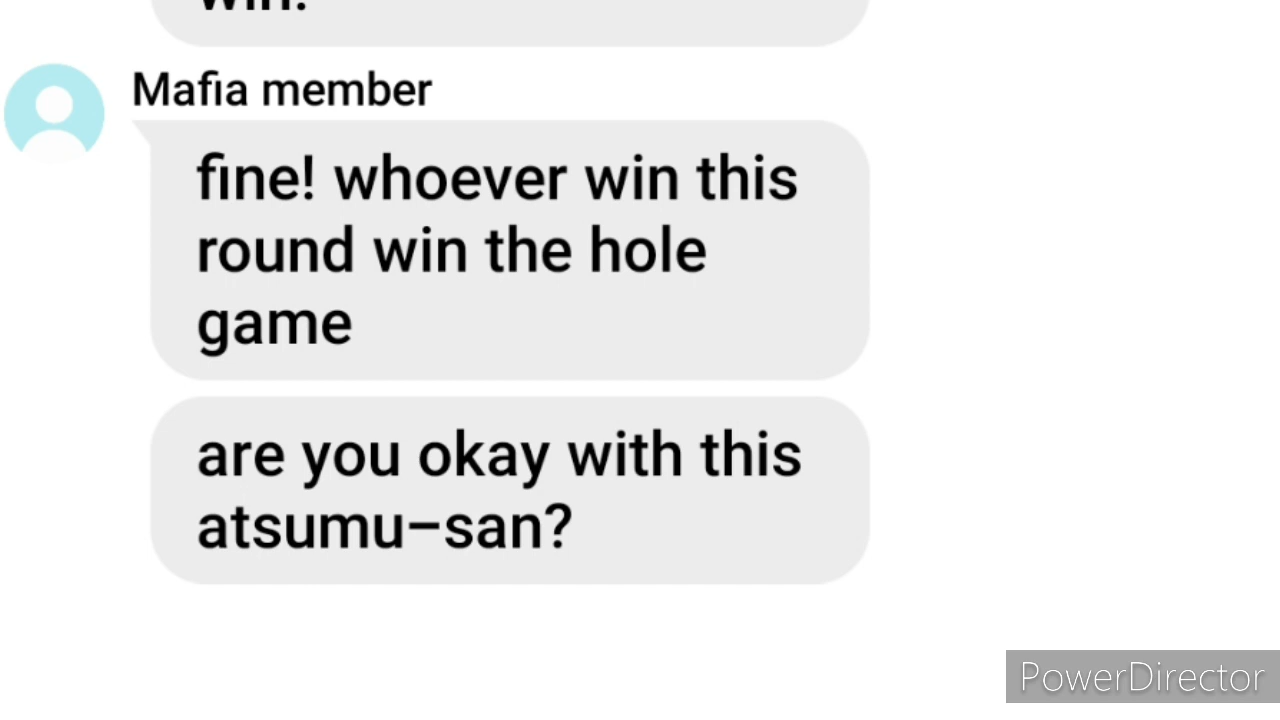 win!
Mafia member
fine! whoever win this
round win the hole
game
are you okay with this
atsumu–san?
PowerDirector